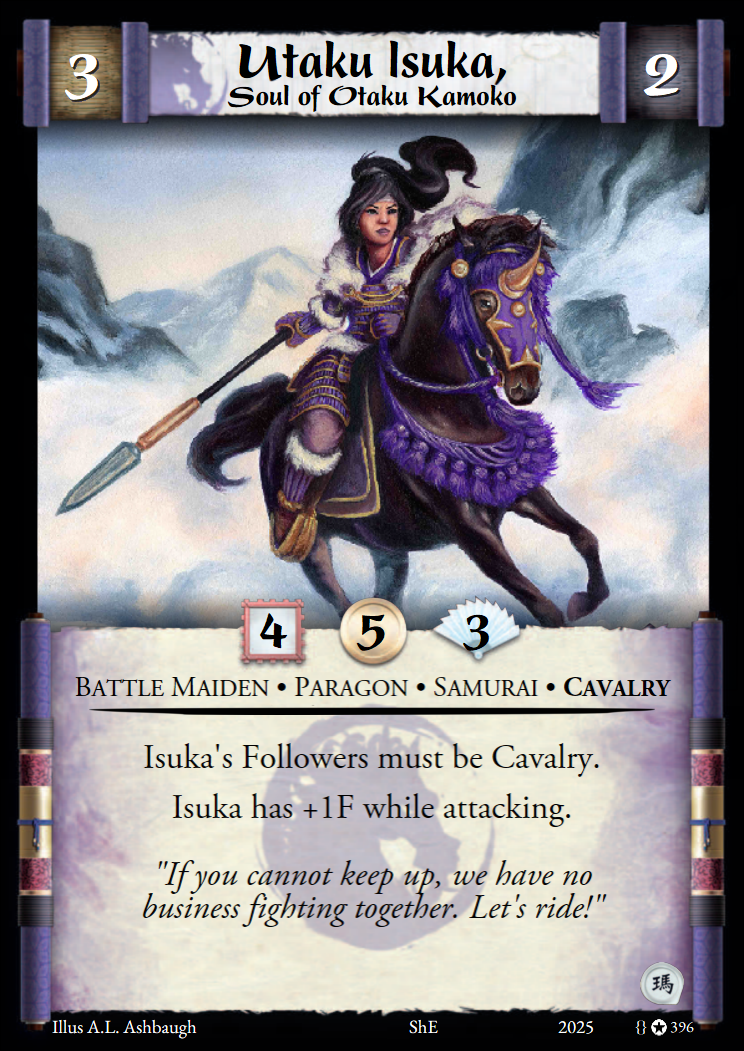 3
Utaku Isuka,
Soul of Otaku Kamoko
2
4
5
3
Battle Maiden • Paragon • Samurai • Cavalry
Isuka's Followers must be Cavalry.
Isuka has +1F while attacking.
"If you cannot keep up, we have no
business fighting together. Let's ride!"
瑪
Illus A.L. Ashbaugh
ShE
2025
{} ✪ 396